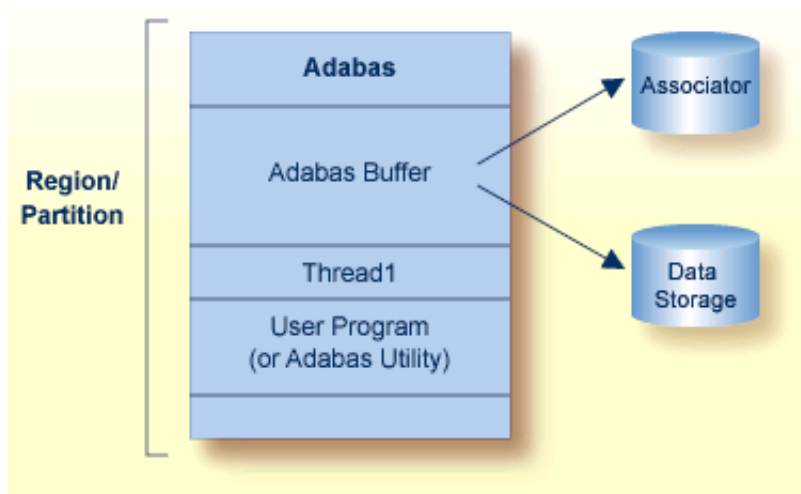 Adabas
Associator
Adabas Buffer
Region/
Partition
Thread1
Data
Storage
User Program
(or Adabas Utility)